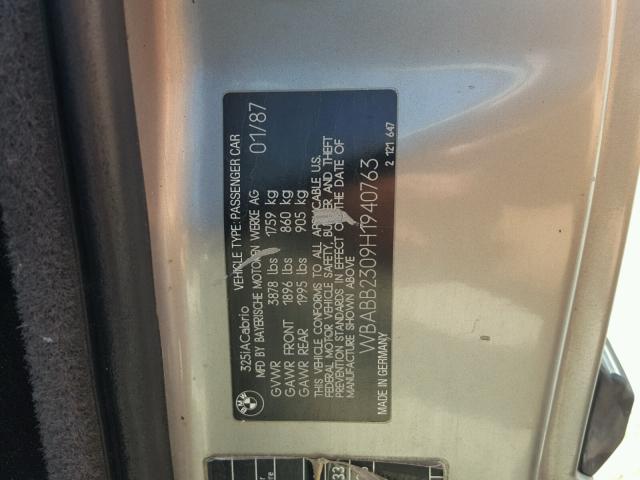 BMW
325iACabrio
VEHICLE TYPE: PASSENGER CAR
MFD BY BAYERISCHE MOTOREN WERKE AG 01/87
GVWR 3878 lbs 1759 kg
GAWR FRONT 1896 lbs 860 kg
GAWR REAR 1995 lbs 905 kg
THIS VEHICLE CONFORMS TO ALL APPLICABLE U.S.
FEDERAL MOTOR VEHICLE SAFETY, BUMPER AND THEFT
PREVENTION STANDARDS IN EFFECT ON THE DATE OF
MANUFACTURE SHOWN ABOVE
WBABB2309H1940763
MADE IN GERMANY 2 121 647
33